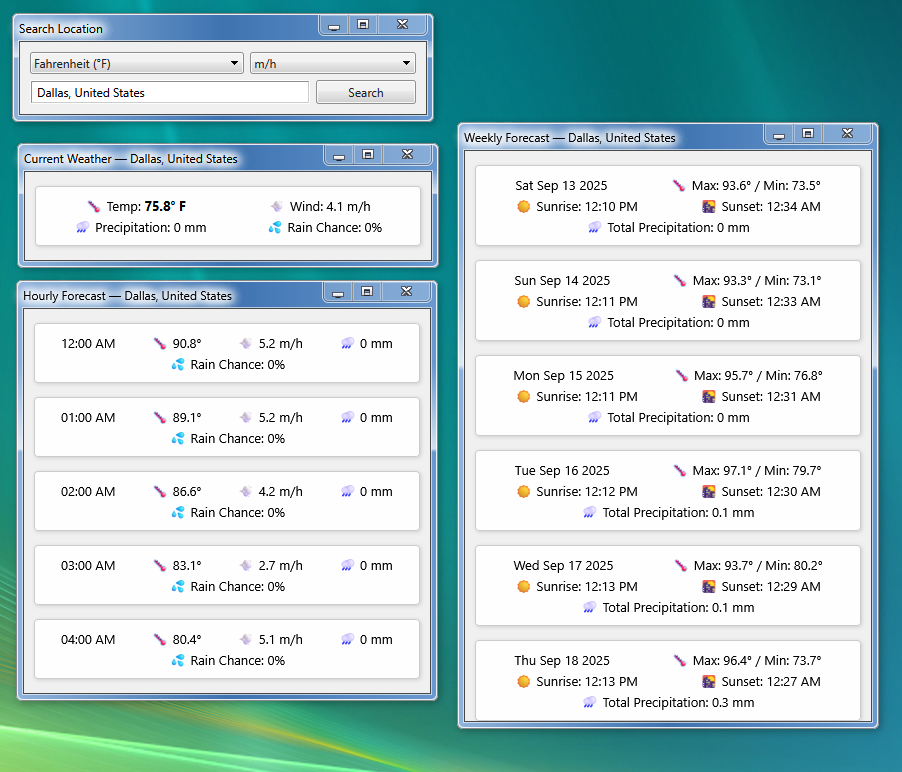 Search Location
Fahrenheit (°F) m/h
Dallas, United States Search
Current Weather — Dallas, United States
Temp: 75.8° F Wind: 4.1 m/h
Precipitation: 0 mm Rain Chance: 0%
Hourly Forecast — Dallas, United States
12:00 AM 90.8° 5.2 m/h 0 mm
Rain Chance: 0%
01:00 AM 89.1° 5.2 m/h 0 mm
Rain Chance: 0%
02:00 AM 86.6° 4.2 m/h 0 mm
Rain Chance: 0%
03:00 AM 83.1° 2.7 m/h 0 mm
Rain Chance: 0%
04:00 AM 80.4° 5.1 m/h 0 mm
Rain Chance: 0%
Weekly Forecast — Dallas, United States
Sat Sep 13 2025 Max: 93.6° / Min: 73.5°
Sunrise: 12:10 PM Sunset: 12:34 AM
Total Precipitation: 0 mm
Sun Sep 14 2025 Max: 93.3° / Min: 73.1°
Sunrise: 12:11 PM Sunset: 12:33 AM
Total Precipitation: 0 mm
Mon Sep 15 2025 Max: 95.7° / Min: 76.8°
Sunrise: 12:11 PM Sunset: 12:31 AM
Total Precipitation: 0 mm
Tue Sep 16 2025 Max: 97.1° / Min: 79.7°
Sunrise: 12:12 PM Sunset: 12:30 AM
Total Precipitation: 0.1 mm
Wed Sep 17 2025 Max: 93.7° / Min: 80.2°
Sunrise: 12:13 PM Sunset: 12:29 AM
Total Precipitation: 0.1 mm
Thu Sep 18 2025 Max: 96.4° / Min: 73.7°
Sunrise: 12:13 PM Sunset: 12:27 AM
Total Precipitation: 0.3 mm